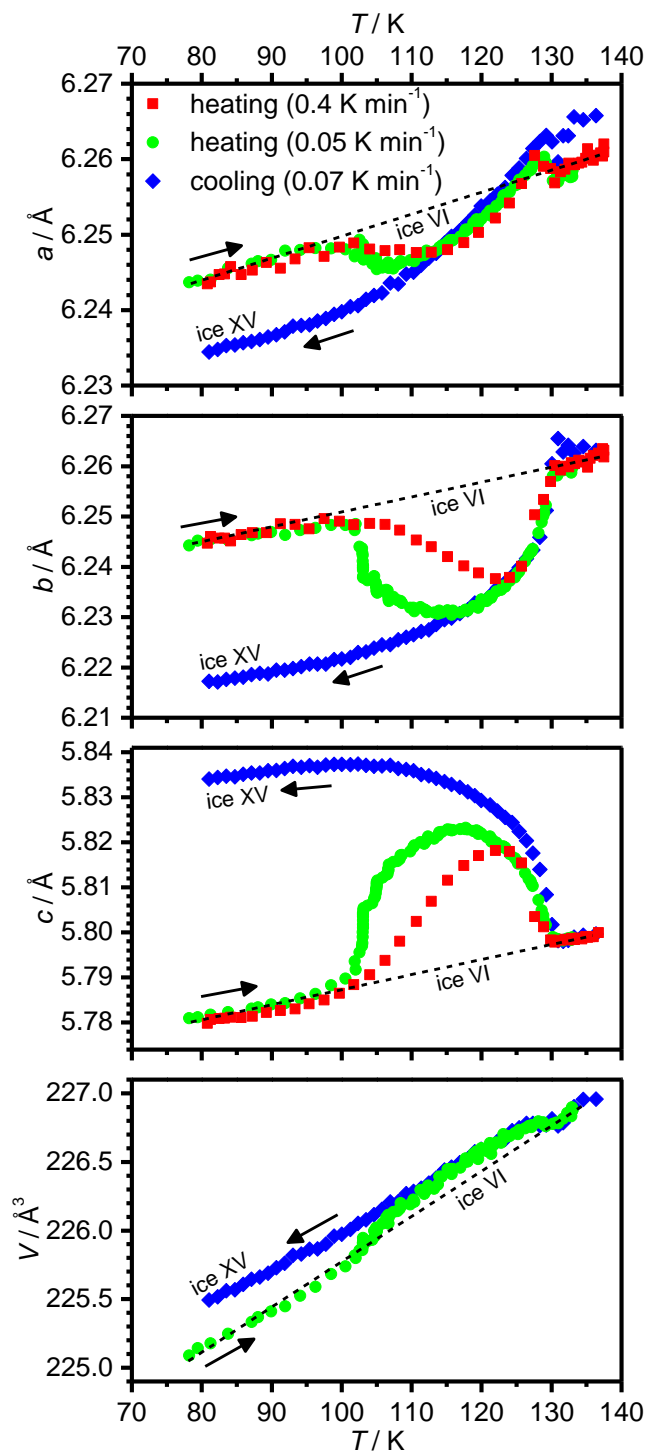 T / K
70 80 90 100 110 120 130 140
6.27
6.26
6.25
6.24
6.23
a / Å
heating (0.4 K min⁻¹)
heating (0.05 K min⁻¹)
cooling (0.07 K min⁻¹)
ice VI
ice XV
6.27
6.26
6.25
6.24
6.23
6.22
6.21
b / Å
ice VI
ice XV
5.84
5.83
5.82
5.81
5.80
5.79
5.78
c / Å
ice XV
ice VI
227.0
226.5
226.0
225.5
225.0
V / Å³
ice VI
ice XV
70 80 90 100 110 120 130 140
T / K